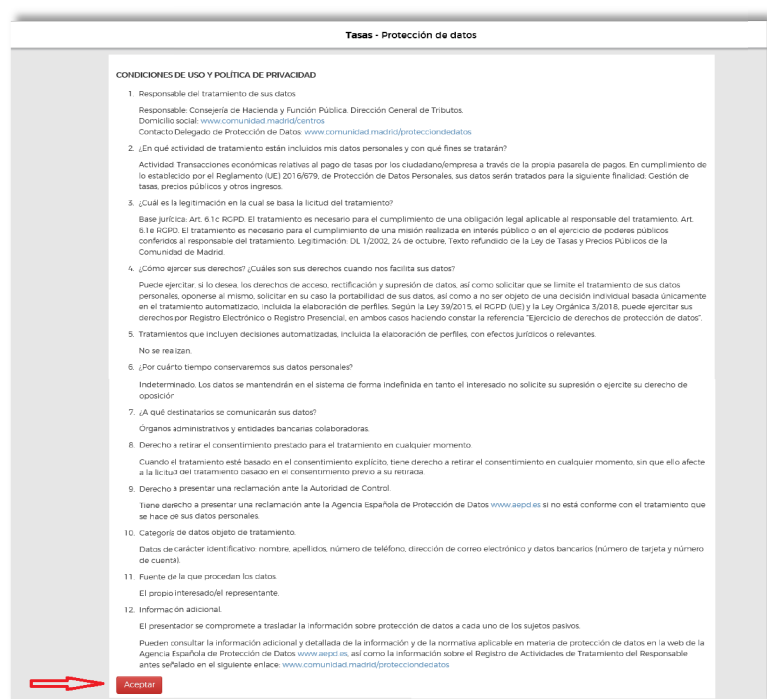 Tasas - Protección de datos
CONDICIONES DE USO Y POLÍTICA DE PRIVACIDAD
1. Responsable del tratamiento de sus datos
Responsable: Consejería de Hacienda y Función Pública. Dirección General de Tributos.
Domicilio social: www.comunidad.madrid/centros
Contacto Delegado de Protección de Datos: www.comunidad.madrid/protecciondedatos
2. ¿En qué actividad de tratamiento están incluidos mis datos personales y con qué fines se tratarán?
Actividad Transacciones económicas relativas al pago de tasas por los ciudadano/empresa a través de la propia pasarela de pagos. En cumplimiento de
lo establecido por el Reglamento (UE) 2016/679, de Protección de Datos Personales, sus datos serán tratados para la siguiente finalidad: Gestión de
tasas, precios públicos y otros ingresos.
3. ¿Cuál es la legitimación en la cual se basa la licitud del tratamiento?
Base jurídica: Art. 6.1 c RGPD. El tratamiento es necesario para el cumplimiento de una obligación legal aplicable al responsable del tratamiento. Art.
6.1 e RGPD. El tratamiento es necesario para el cumplimiento de una misión realizada en interés público o en el ejercicio de poderes públicos
conferidos al responsable del tratamiento. Legitimación: DL 1/2002, 24 de octubre, Texto refundido de la Ley de Tasas y Precios Públicos de la
Comunidad de Madrid.
4. ¿Cómo ejercer sus derechos? ¿Cuáles son sus derechos cuando nos facilita sus datos?
Puede ejercitar, si lo desea, los derechos de acceso, rectificación y supresión de datos, así como solicitar que se limite el tratamiento de sus datos
personales, oponerse al mismo, solicitar en su caso la portabilidad de sus datos, así como a no ser objeto de una decisión individual basada únicamente
en el tratamiento automatizado, incluida la elaboración de perfiles. Según la Ley 39/2015, el RGPD (UE) y la Ley Orgánica 3/2018, puede ejercitar sus
derechos por Registro Electrónico o Registro Presencial, en ambos casos haciendo constar la referencia "Ejercicio de derechos de protección de datos".
5. Tratamientos que incluyen decisiones automatizadas, incluida la elaboración de perfiles, con efectos jurídicos o relevantes.
No se realizan.
6. ¿Por cuánto tiempo conservaremos sus datos personales?
Indeterminado. Los datos se mantendrán en el sistema de forma indefinida en tanto el interesado no solicite su supresión o ejercite su derecho de
oposición
7. ¿A qué destinatarios se comunicarán sus datos?
Órganos administrativos y entidades bancarias colaboradoras.
8. Derecho a retirar el consentimiento prestado para el tratamiento en cualquier momento.
Cuando el tratamiento esté basado en el consentimiento explícito, tiene derecho a retirar el consentimiento en cualquier momento, sin que ello afecte
a la licitud del tratamiento basado en el consentimiento previo a su retirada.
9. Derecho a presentar una reclamación ante la Autoridad de Control.
Tiene derecho a presentar una reclamación ante la Agencia Española de Protección de Datos www.aepd.es si no está conforme con el tratamiento que
se hace de sus datos personales.
10. Categoría de datos objeto de tratamiento.
Datos de carácter identificativo: nombre, apellidos, número de teléfono, dirección de correo electrónico y datos bancarios (número de tarjeta y número
de cuenta).
11. Fuente de la que procedan los datos.
El propio interesado/el representante.
12. Información adicional.
El presentador se compromete a trasladar la información sobre protección de datos a cada uno de los sujetos pasivos.
Pueden consultar la información adicional y detallada de la información y de la normativa aplicable en materia de protección de datos en la web de la
Agencia Española de Protección de Datos www.aepd.es, así como la información sobre el Registro de Actividades de Tratamiento del Responsable
antes señalado en el siguiente enlace: www.comunidad.madrid/protecciondedatos
Aceptar